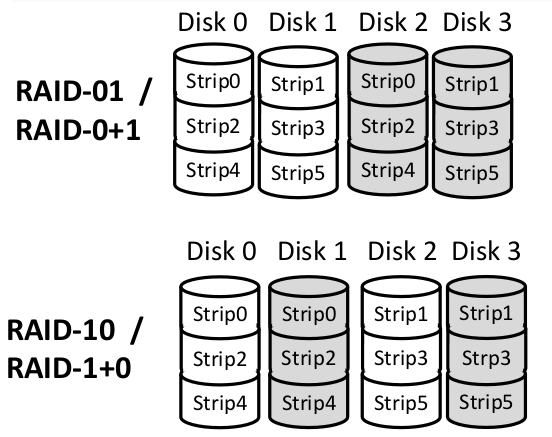 Disk 0 Disk 1 Disk 2 Disk 3
RAID-01 /
RAID-0+1
Strip0 Strip1 Strip0 Strip1
Strip2 Strip3 Strip2 Strip3
Strip4 Strip5 Strip4 Strip5
Disk 0 Disk 1 Disk 2 Disk 3
RAID-10 /
RAID-1+0
Strip0 Strip0 Strip1 Strip1
Strip2 Strip2 Strip3 Strp3
Strip4 Strip4 Strip5 Strip5